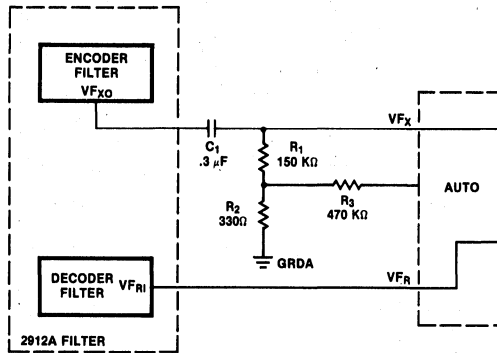 ENCODER
FILTER
VFXO
C1
.3 μF
R1
150 KΩ
VFX
R2
330Ω
R3
470 KΩ
AUTO
GRDA
DECODER
FILTER
VFRI
VFR
2912A FILTER